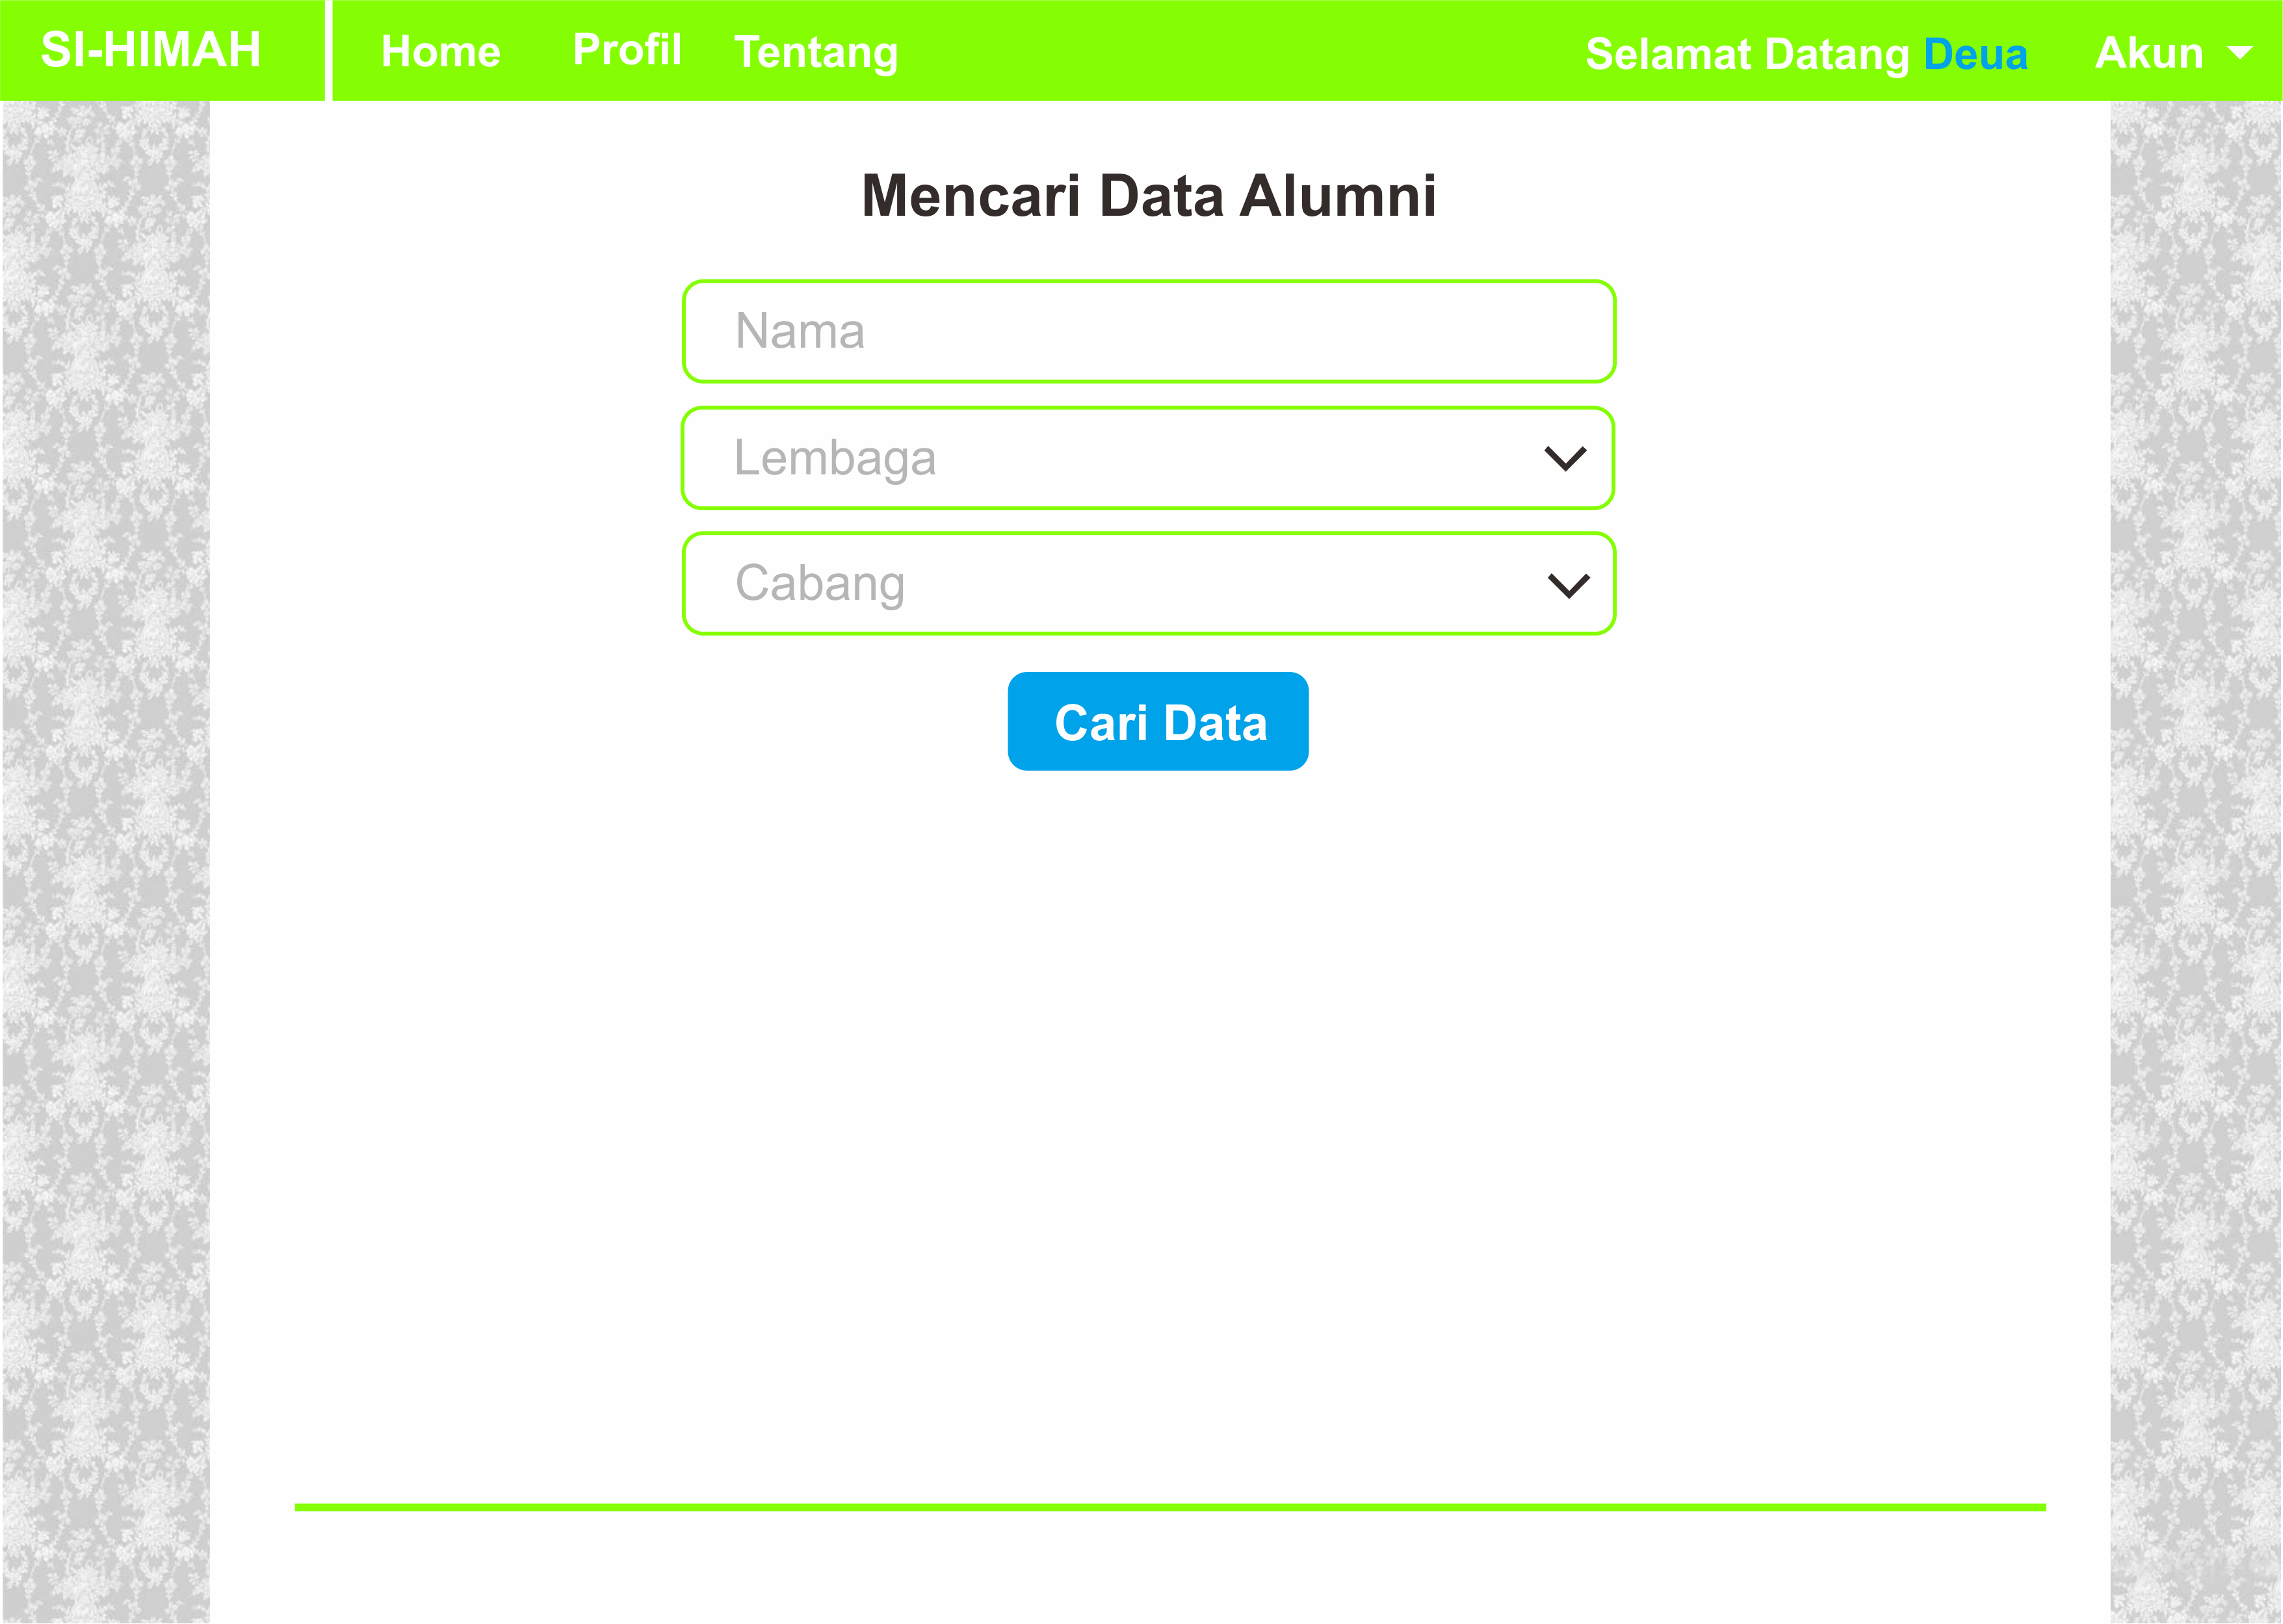 SI-HIMAH Home Profil Tentang Selamat Datang Deua Akun
Mencari Data Alumni
Nama
Lembaga
Cabang
Cari Data